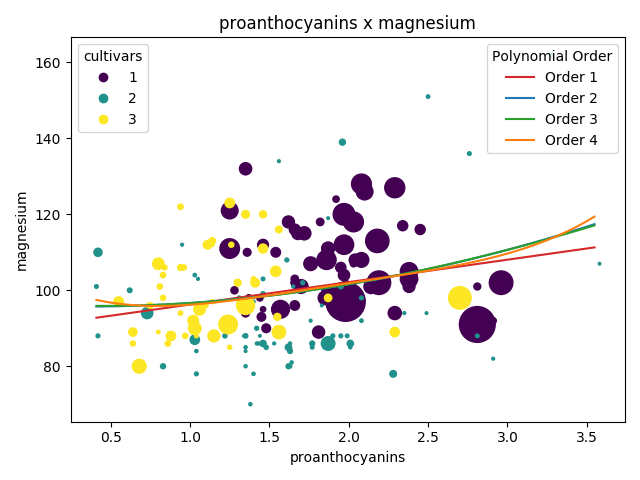 proanthocyanins x magnesium
cultivars
1
2
3
Polynomial Order
Order 1
Order 2
Order 3
Order 4
magnesium
160
140
120
100
80
0.5 1.0 1.5 2.0 2.5 3.0 3.5
proanthocyanins